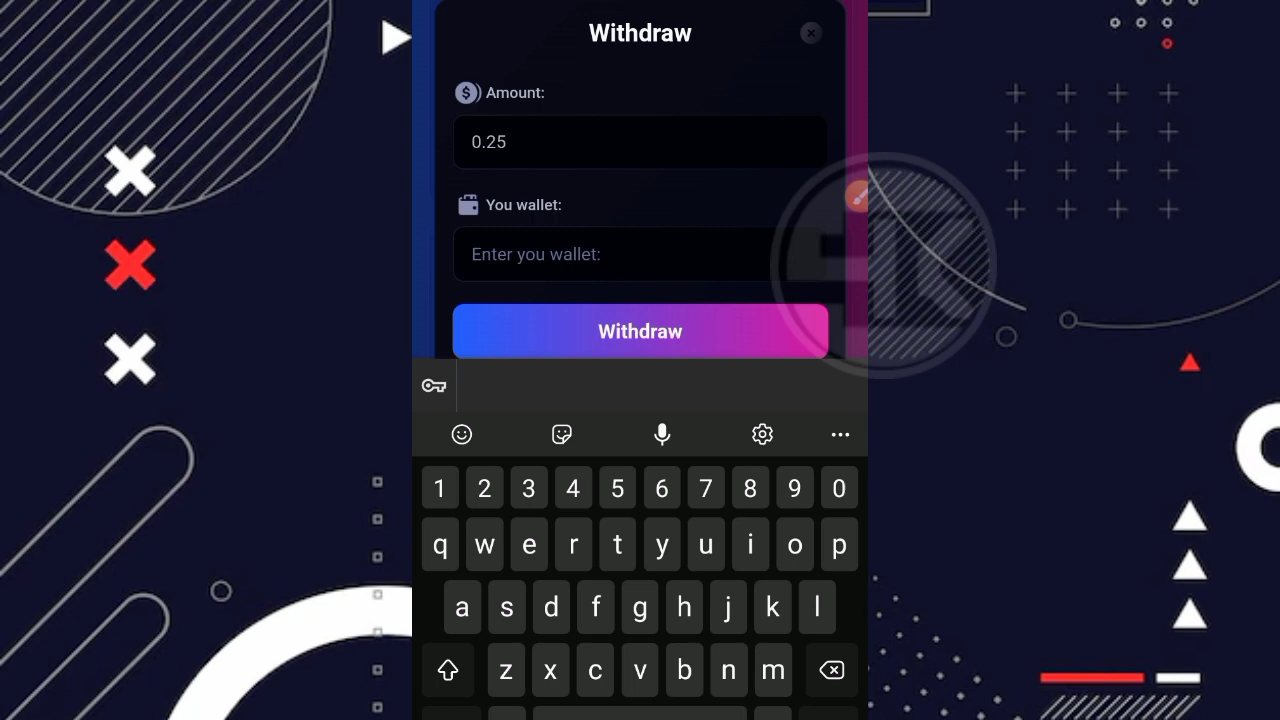 Withdraw
Amount:
0.25
You wallet:
Enter you wallet:
Withdraw
1 2 3 4 5 6 7 8 9 0
q w e r t y u i o p
a s d f g h j k l
z x c v b n m